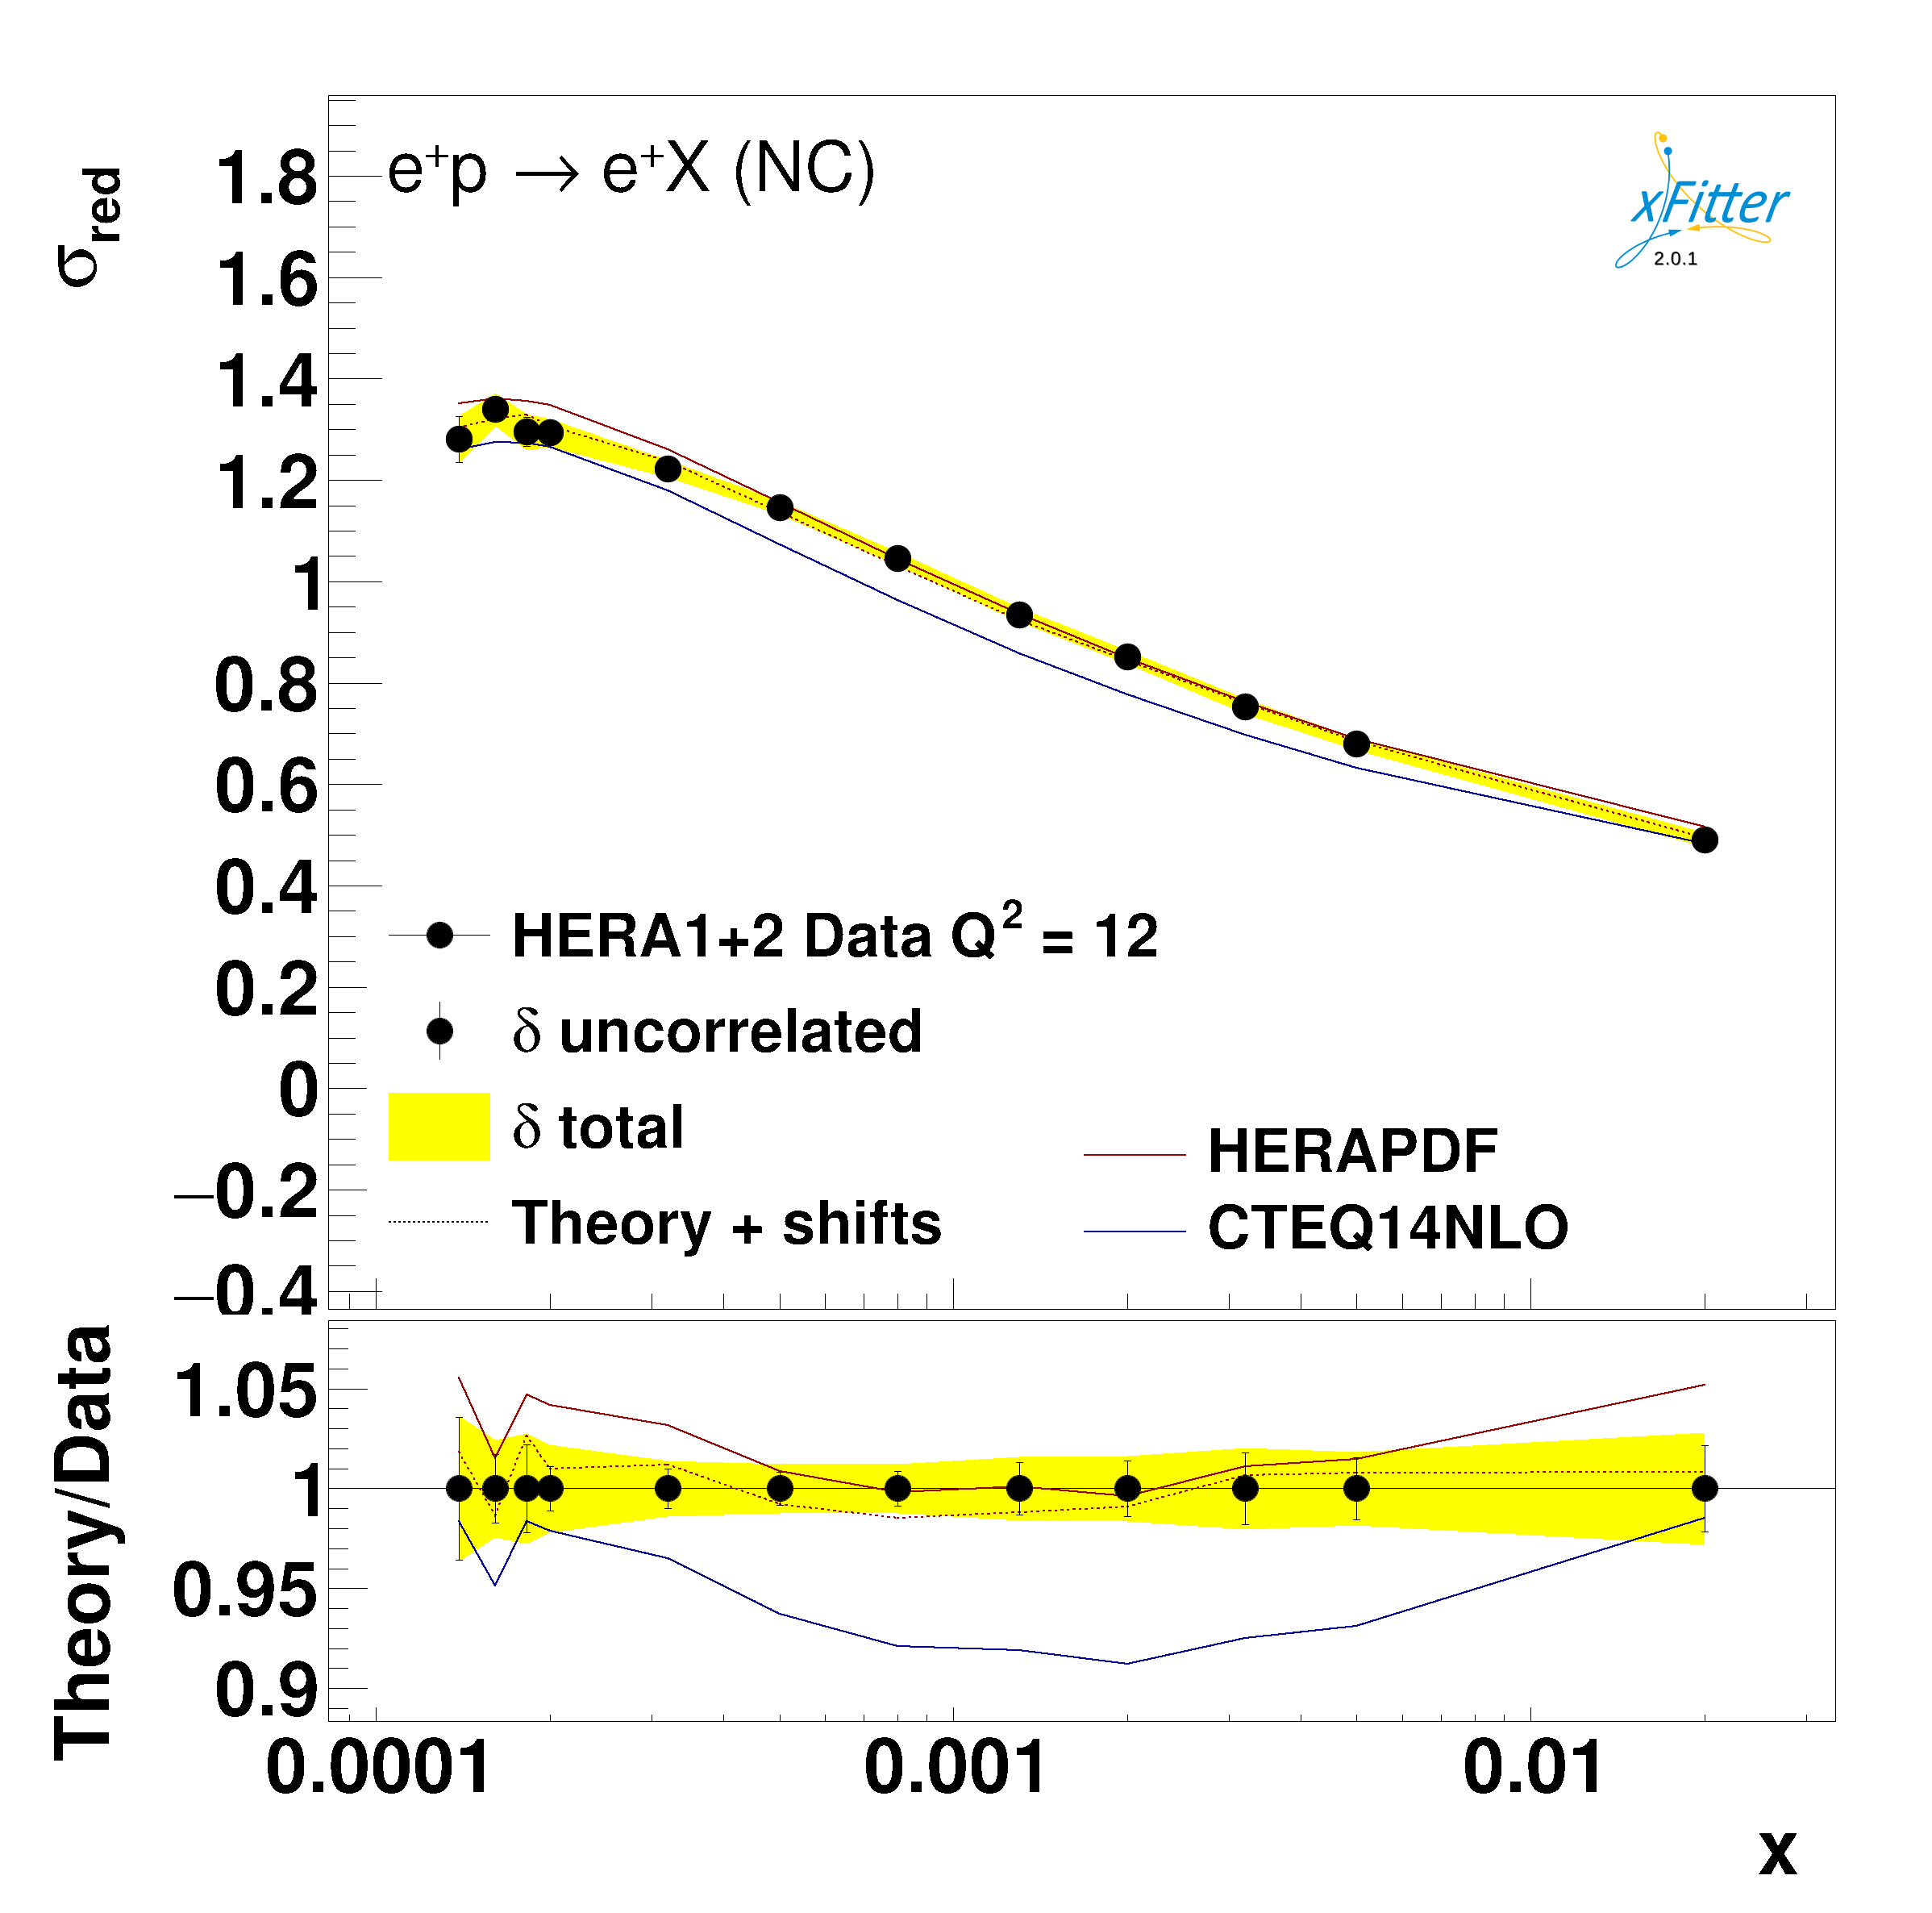 σred
e+p → e+X (NC)
xFitter
2.0.1
1.8
1.6
1.4
1.2
1
0.8
0.6
0.4
0.2
0
−0.2
−0.4
HERA1+2 Data Q2 = 12
δ uncorrelated
δ total
Theory + shifts
HERAPDF
CTEQ14NLO
Theory/Data
1.05
1
0.95
0.9
0.0001 0.001 0.01
x